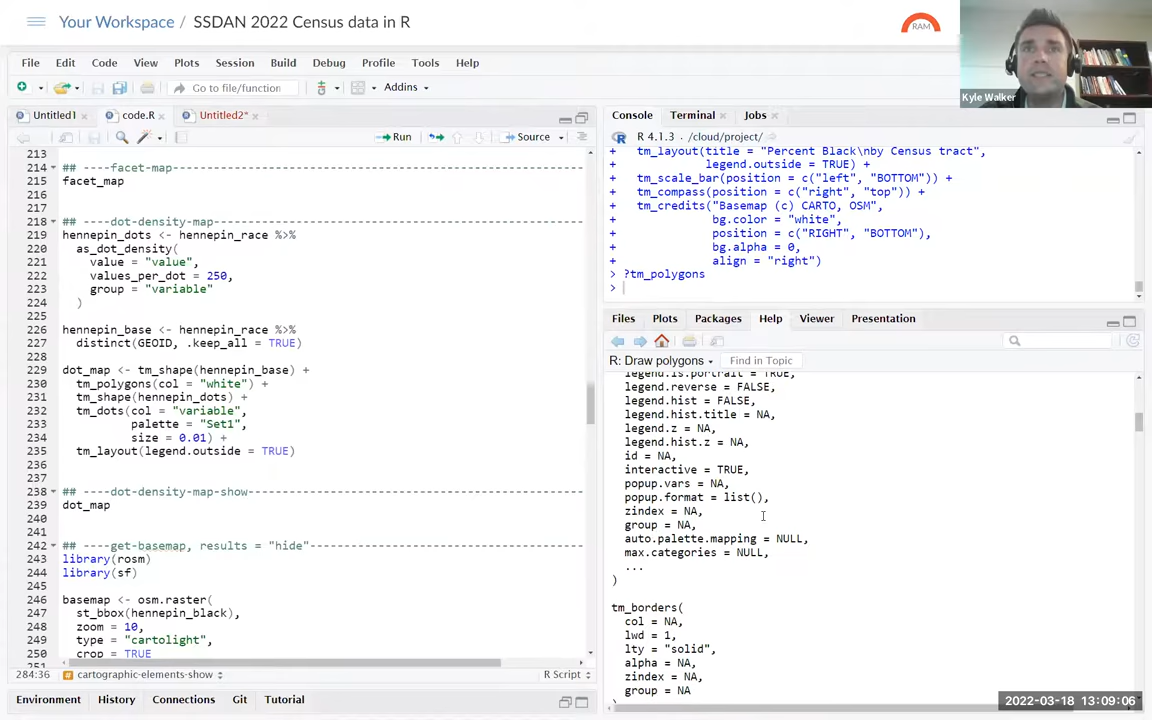 Your Workspace / SSDAN 2022 Census data in R
RAM
Kyle Walker
File Edit Code View Plots Session Build Debug Profile Tools Help
Go to file/function
Addins
Untitled1
code.R
Untitled2*
Run
Source
213
214 ## ----facet-map----------------------------------------------------------------
215 facet_map
216
217
218 ## ----dot-density-map----------------------------------------------------------
219 hennepin_dots <- hennepin_race %>%
220 as_dot_density(
221 value = "value",
222 values_per_dot = 250,
223 group = "variable"
224 )
225
226 hennepin_base <- hennepin_race %>%
227 distinct(GEOID, .keep_all = TRUE)
228
229 dot_map <- tm_shape(hennepin_base) +
230 tm_polygons(col = "white") +
231 tm_shape(hennepin_dots) +
232 tm_dots(col = "variable",
233 palette = "Set1",
234 size = 0.01) +
235 tm_layout(legend.outside = TRUE)
236
237
238 ## ----dot-density-map-show-----------------------------------------------------
239 dot_map
240
241
242 ## ----get-basemap, results = "hide"--------------------------------------------
243 library(rosm)
244 library(sf)
245
246 basemap <- osm.raster(
247 st_bbox(hennepin_black),
248 zoom = 10,
249 type = "cartolight",
250 crop = TRUE
284:36 # cartographic-elements-show R Script
Environment History Connections Git Tutorial
Console Terminal Jobs
R 4.1.3 . /cloud/project/
+ tm_layout(title = "Percent Black\nby Census tract",
+ legend.outside = TRUE) +
+ tm_scale_bar(position = c("left", "BOTTOM")) +
+ tm_compass(position = c("right", "top")) +
+ tm_credits("Basemap (c) CARTO, OSM",
+ bg.color = "white",
+ position = c("RIGHT", "BOTTOM"),
+ bg.alpha = 0,
+ align = "right")
> ?tm_polygons
>
Files Plots Packages Help Viewer Presentation
R: Draw polygons
Find in Topic
legend.is.portrait = TRUE,
legend.reverse = FALSE,
legend.hist = FALSE,
legend.hist.title = NA,
legend.z = NA,
legend.hist.z = NA,
id = NA,
interactive = TRUE,
popup.vars = NA,
popup.format = list(),
zindex = NA,
group = NA,
auto.palette.mapping = NULL,
max.categories = NULL,
...
)
tm_borders(
col = NA,
lwd = 1,
lty = "solid",
alpha = NA,
zindex = NA,
group = NA
2022-03-18 13:09:06